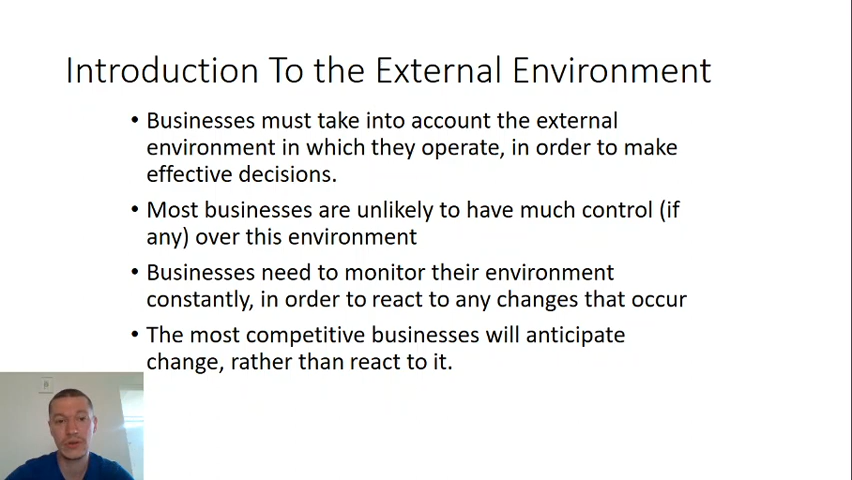 Introduction To the External Environment
• Businesses must take into account the external
environment in which they operate, in order to make
effective decisions.
• Most businesses are unlikely to have much control (if
any) over this environment
• Businesses need to monitor their environment
constantly, in order to react to any changes that occur
• The most competitive businesses will anticipate
change, rather than react to it.